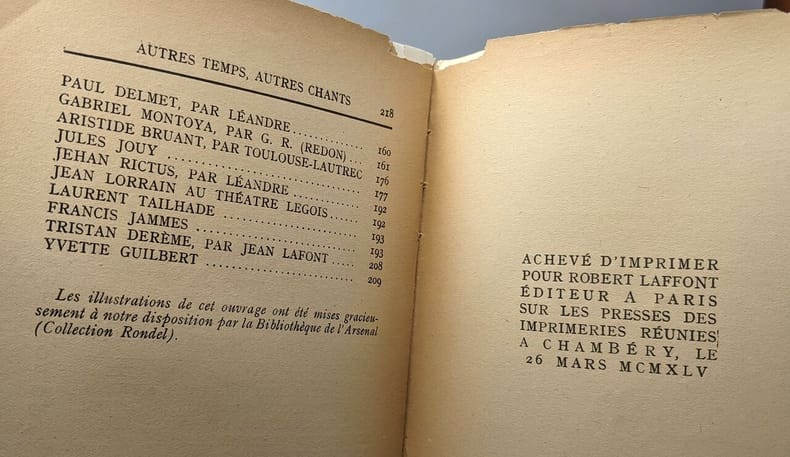 AUTRES TEMPS, AUTRES CHANTS 218
PAUL DELMET, PAR LÉANDRE............. 160
GABRIEL MONTOYA, PAR G. R. (REDON)... 161
ARISTIDE BRUANT, PAR TOULOUSE-LAUTREC 176
JULES JOUY ............................ 177
JEHAN RICTUS, PAR LÉANDRE............ 192
JEAN LORRAIN AU THÉATRE LEGOIS...... 192
LAURENT TAILHADE .................... 193
FRANCIS JAMMES....................... 193
TRISTAN DERÈME, PAR JEAN LAFONT..... 208
YVETTE GUILBERT ...................... 209
Les illustrations de cet ouvrage ont été mises gracieu-
sement à notre disposition par la Bibliothèque de l'Arsenal
(Collection Rondel).
ACHEVÉ D'IMPRIMER
POUR ROBERT LAFFONT
ÉDITEUR A PARIS
SUR LES PRESSES DES
IMPRIMERIES RÉUNIES
A CHAMBÉRY, LE
26 MARS MCMXLV